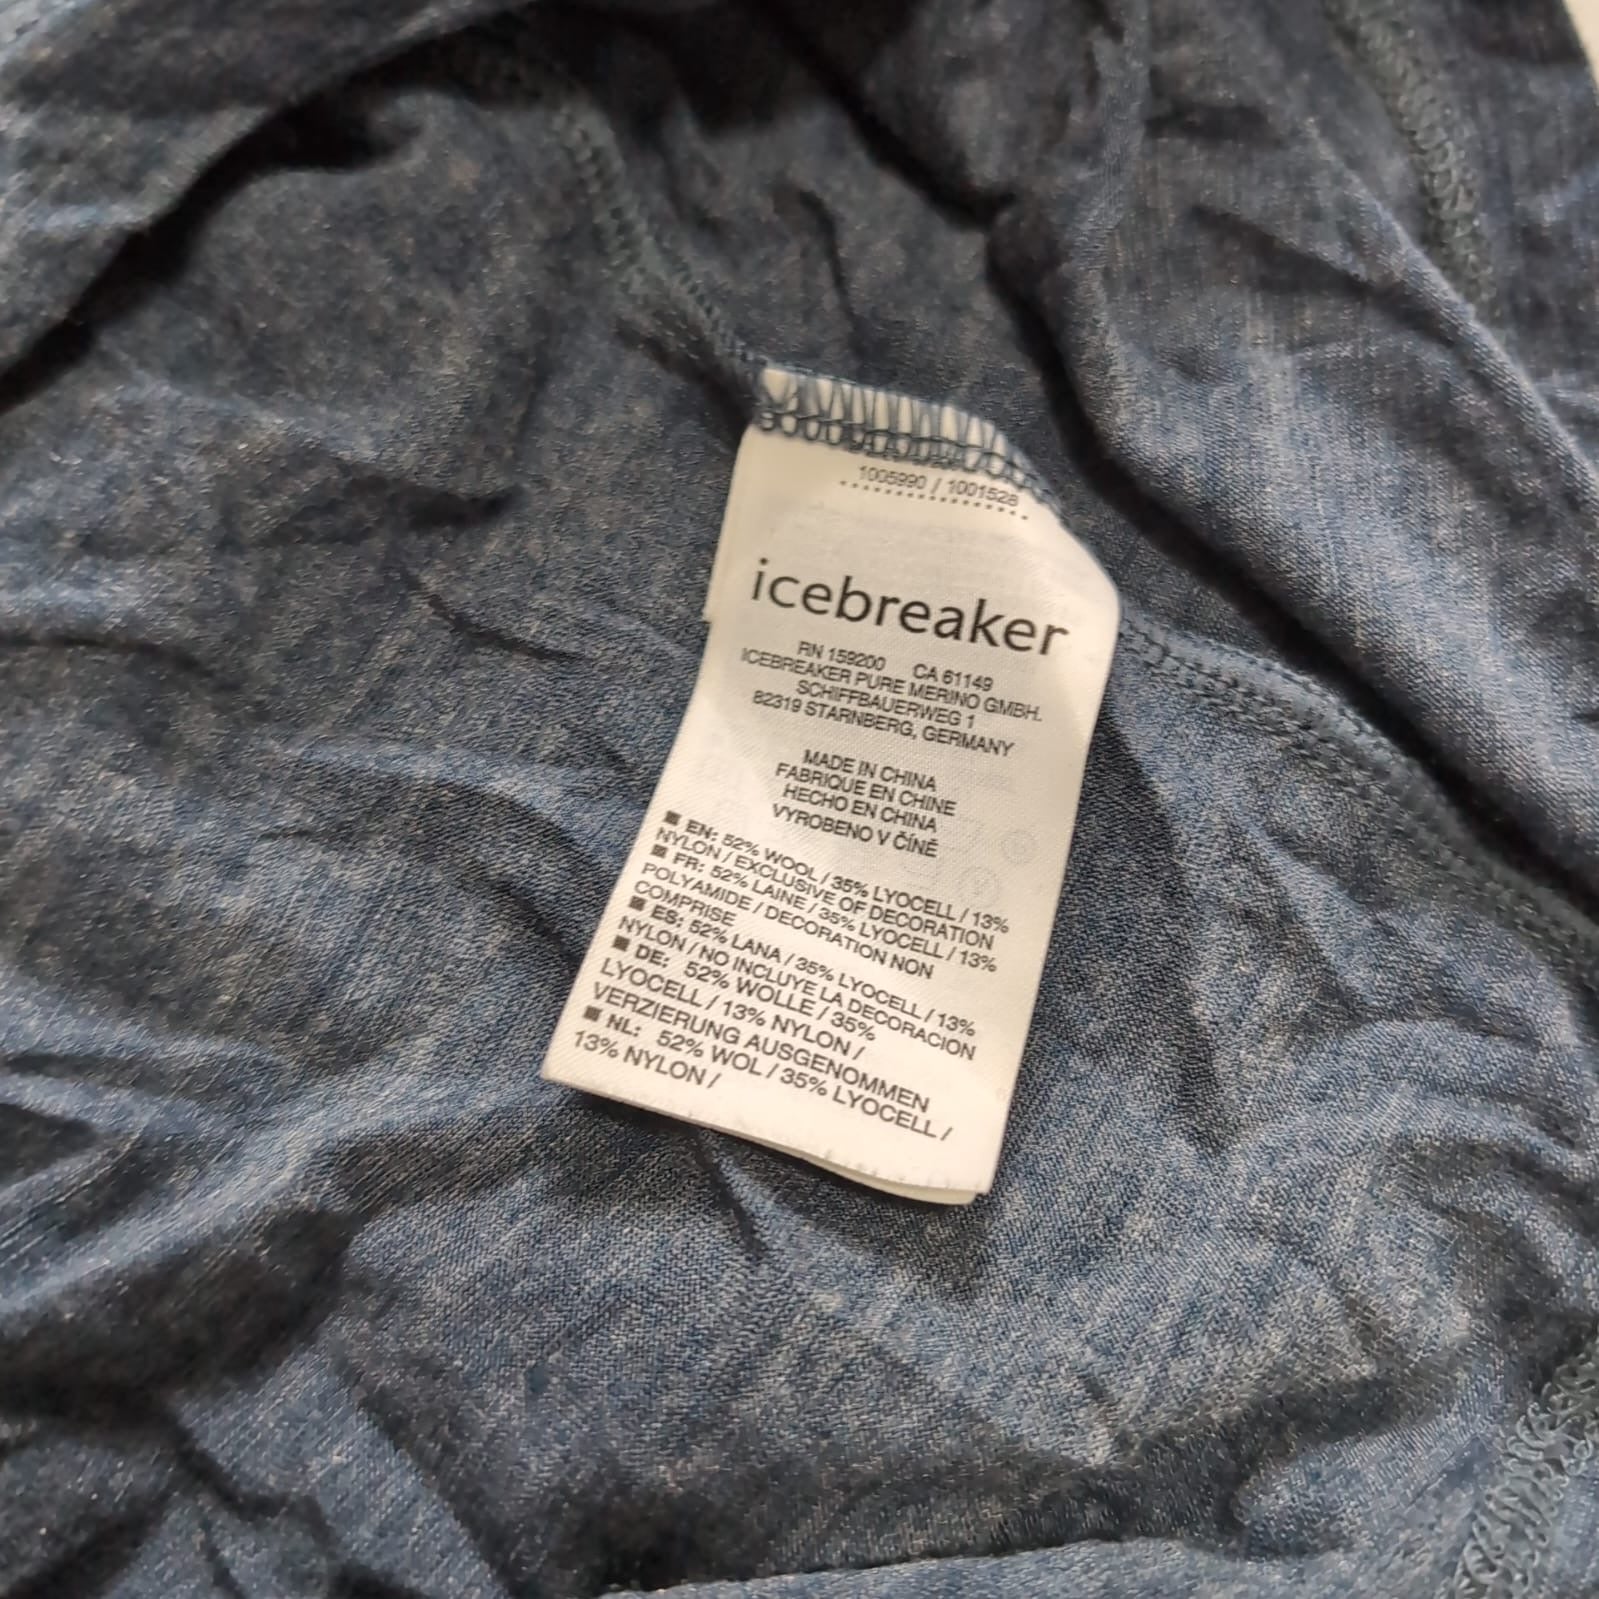 1005990 / 1001528
icebreaker
RN 159200 CA 61149
ICEBREAKER PURE MERINO GMBH.
SCHIFFBAUERWEG 1
82319 STARNBERG, GERMANY
MADE IN CHINA
FABRIQUE EN CHINE
HECHO EN CHINA
VYROBENO V ČÍNĚ
■ EN: 52% WOOL / 35% LYOCELL / 13%
NYLON / EXCLUSIVE OF DECORATION
■ FR: 52% LAINE / 35% LYOCELL / 13%
POLYAMIDE / DECORATION NON
COMPRISE
■ ES: 52% LANA / 35% LYOCELL / 13%
NYLON / NO INCLUYE LA DECORACION
■ DE: 52% WOLLE / 35%
LYOCELL / 13% NYLON /
VERZIERUNG AUSGENOMMEN
■ NL: 52% WOL / 35% LYOCELL /
13% NYLON /